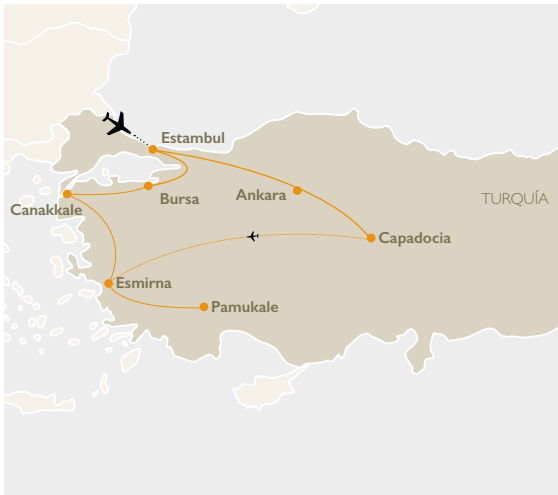 Estambul
Ankara
Bursa
TURQUÍA
Canakkale
Capadocia
Esmirna
Pamukale